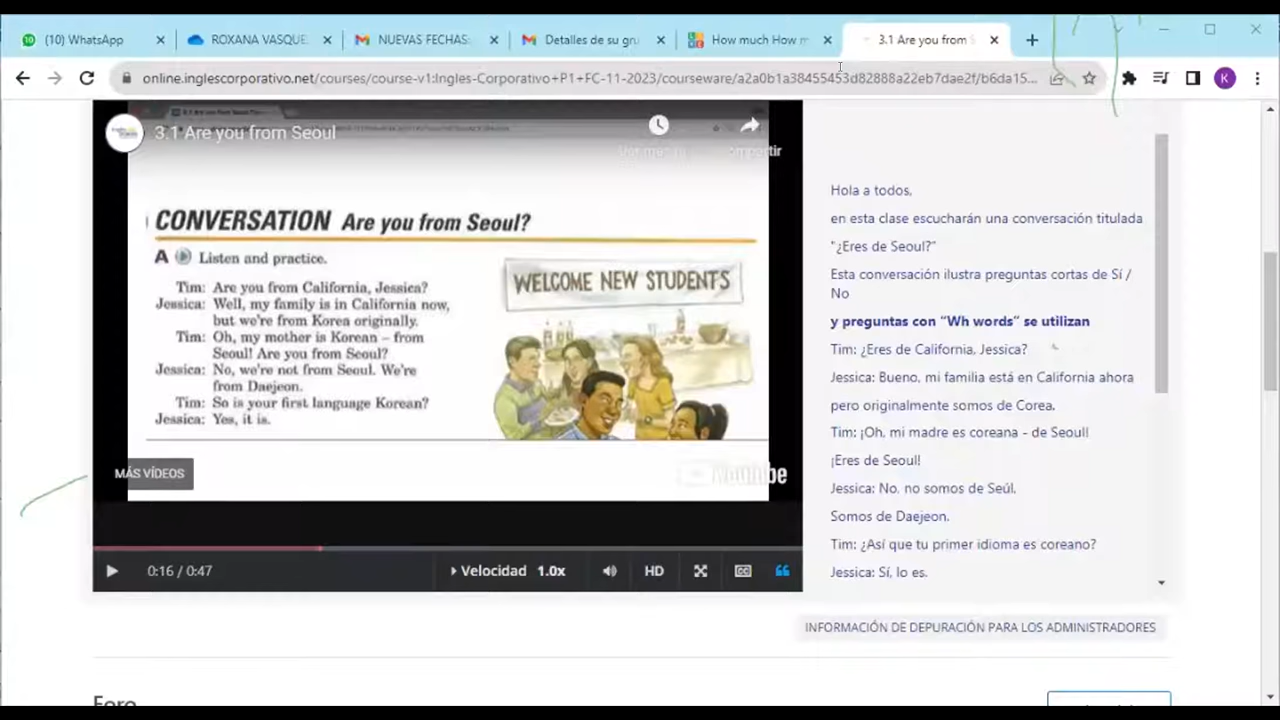 (10) WhatsApp
ROXANA VASQUE
NUEVAS FECHAS
Detalles de su gru
How much How m
3.1 Are you from S
online.inglescorporativo.net/courses/course-v1:Ingles-Corporativo+P1+FC-11-2023/courseware/a2a0b1a38455453d82888a22eb7dae2f/b6da15...
K
3.1 Are you from Seoul
CONVERSATION Are you from Seoul?
A Listen and practice.
Tim: Are you from California, Jessica?
Jessica: Well, my family is in California now,
but we're from Korea originally.
Tim: Oh, my mother is Korean – from
Seoul! Are you from Seoul?
Jessica: No, we're not from Seoul. We're
from Daejeon.
Tim: So is your first language Korean?
Jessica: Yes, it is.
WELCOME NEW STUDENTS
MÁS VÍDEOS
YouTube
0:16 / 0:47
Velocidad 1.0x
HD
CC
Hola a todos,
en esta clase escucharán una conversación titulada
"¿Eres de Seoul?"
Esta conversación ilustra preguntas cortas de Sí /
No
y preguntas con “Wh words” se utilizan
Tim: ¿Eres de California, Jessica?
Jessica: Bueno, mi familia está en California ahora
pero originalmente somos de Corea.
Tim: ¡Oh, mi madre es coreana - de Seoul!
¡Eres de Seoul!
Jessica: No, no somos de Seúl.
Somos de Daejeon.
Tim: ¿Así que tu primer idioma es coreano?
Jessica: Sí, lo es.
INFORMACIÓN DE DEPURACIÓN PARA LOS ADMINISTRADORES
Foro